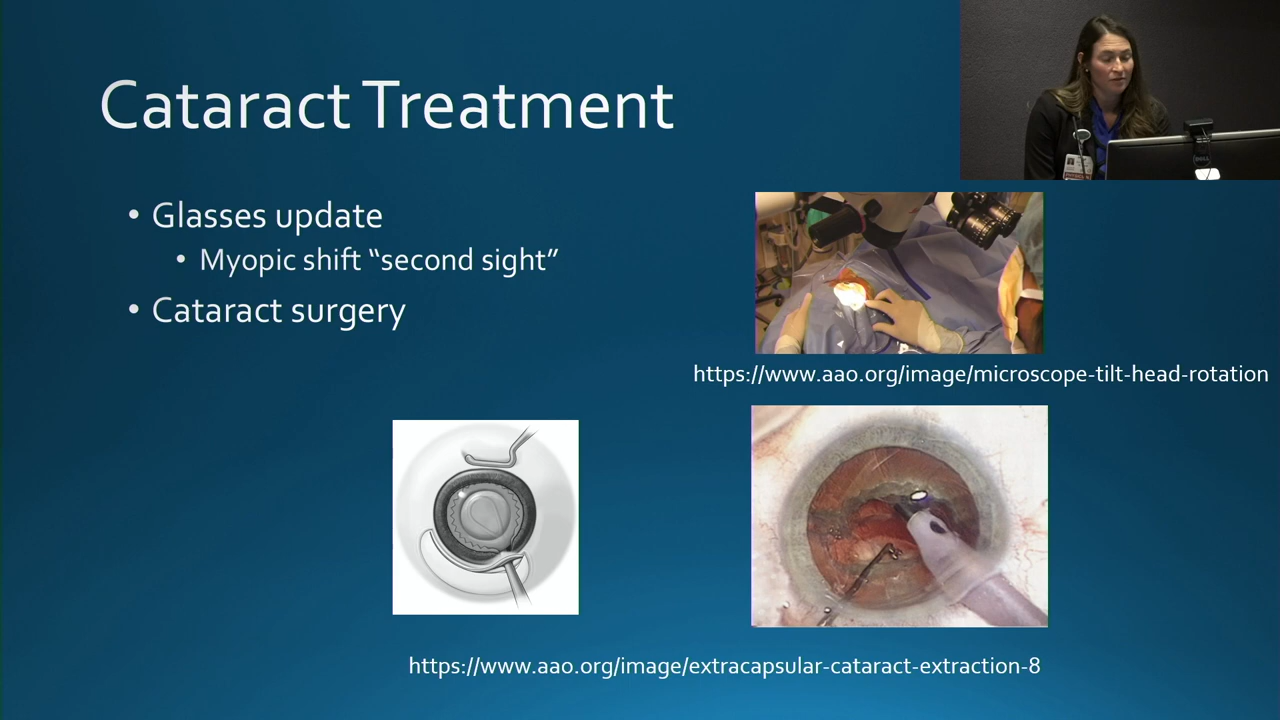 Cataract Treatment
• Glasses update
• Myopic shift “second sight”
• Cataract surgery
https://www.aao.org/image/microscope-tilt-head-rotation
https://www.aao.org/image/extracapsular-cataract-extraction-8
DELL